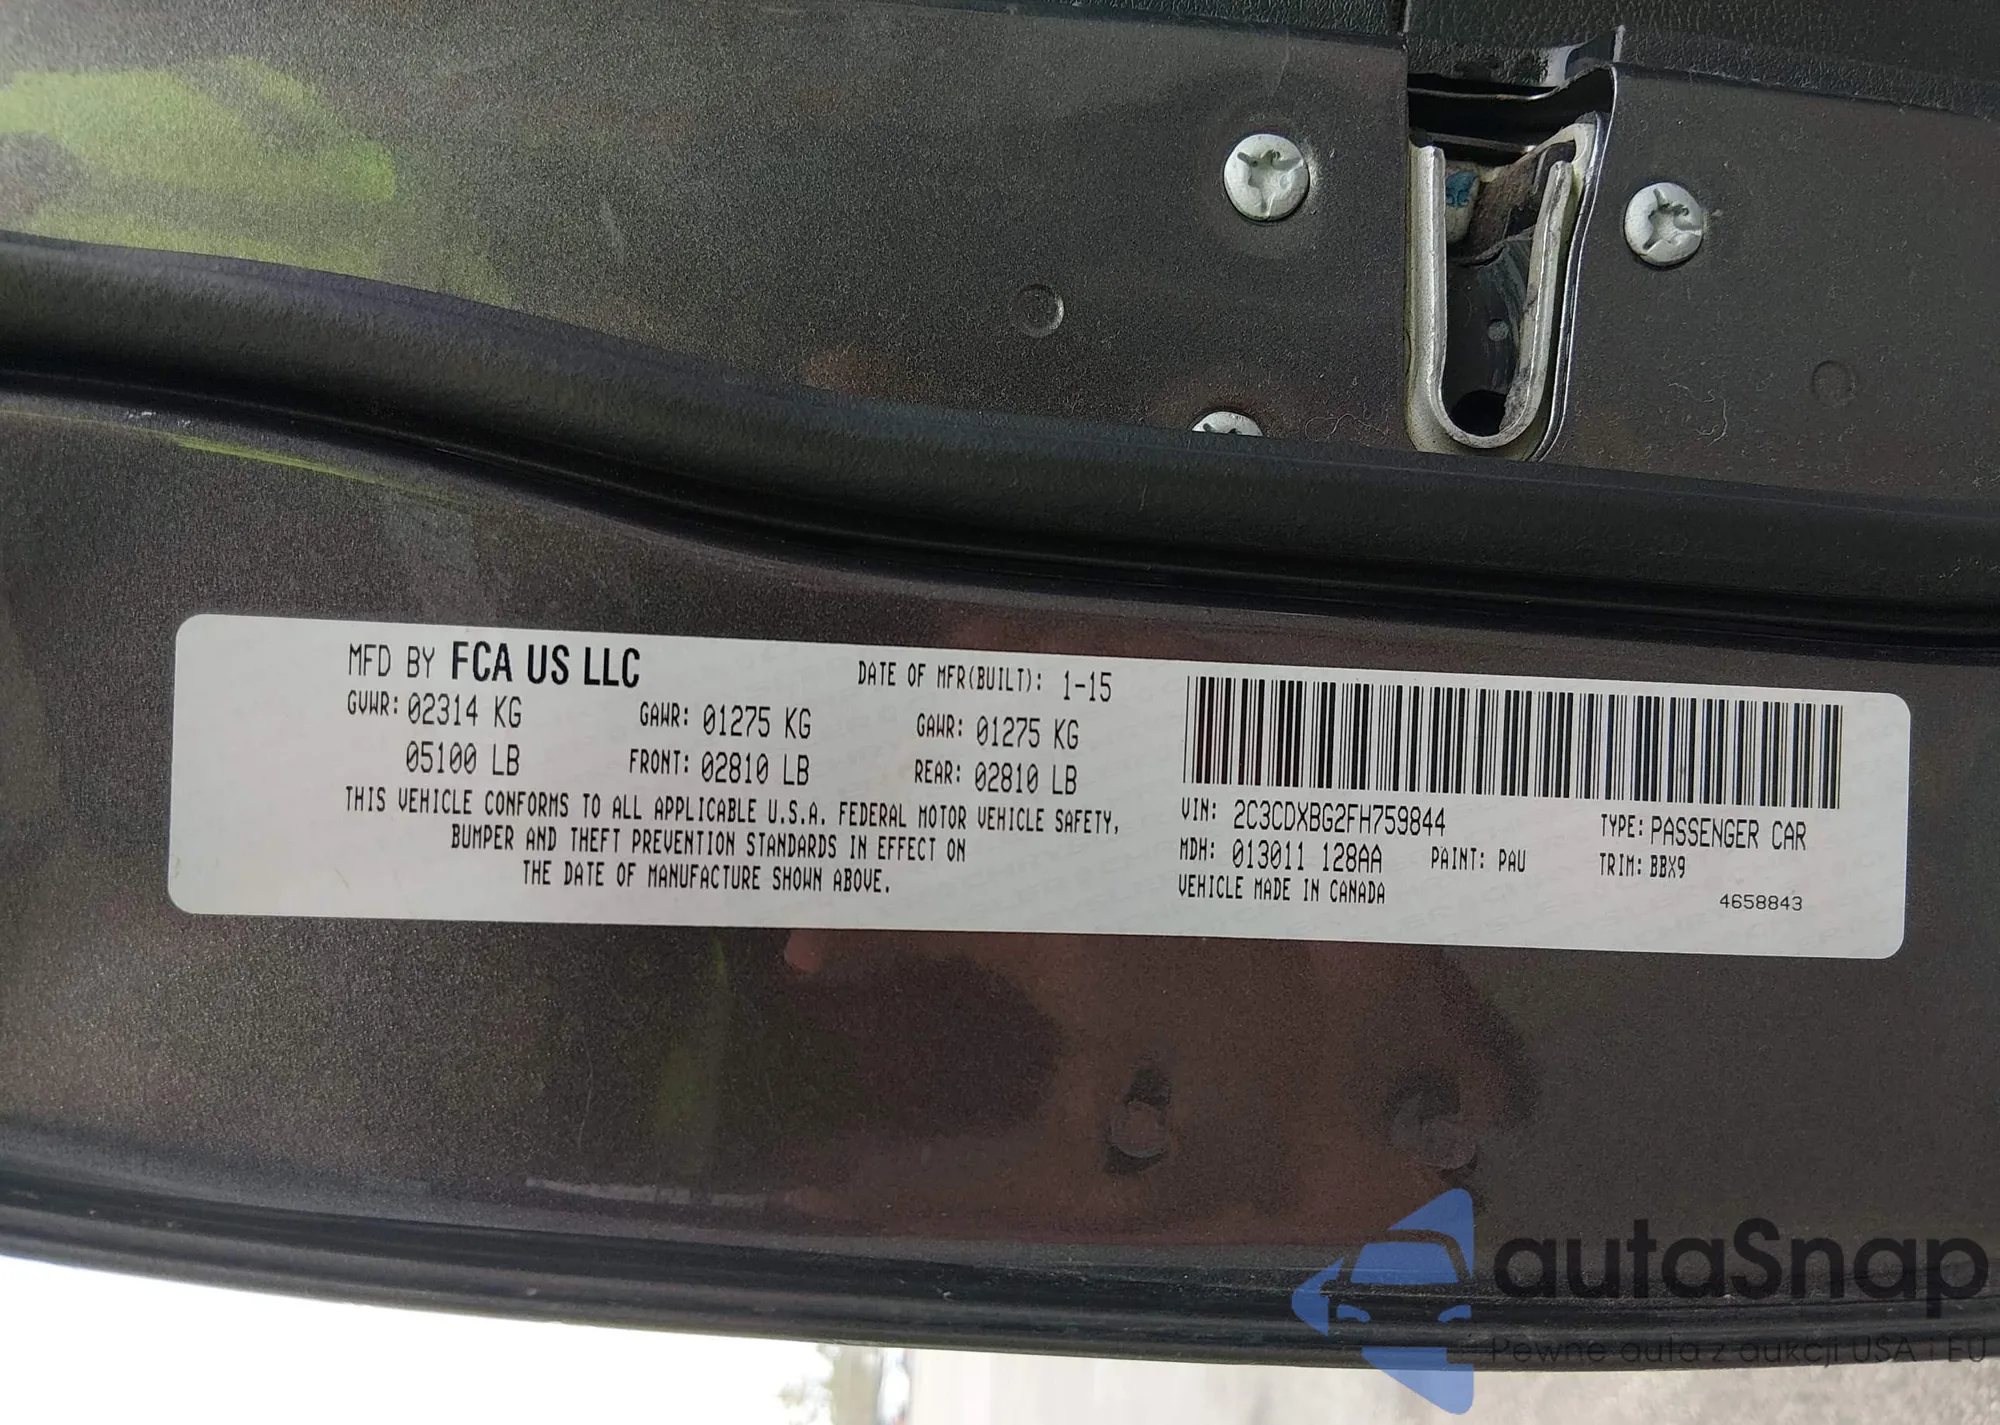 MFD BY FCA US LLC
DATE OF MFR(BUILT): 1-15
GVWR: 02314 KG
GAWR: 01275 KG
GAWR: 01275 KG
05100 LB
FRONT: 02810 LB
REAR: 02810 LB
THIS VEHICLE CONFORMS TO ALL APPLICABLE U.S.A. FEDERAL MOTOR VEHICLE SAFETY,
BUMPER AND THEFT PREVENTION STANDARDS IN EFFECT ON
THE DATE OF MANUFACTURE SHOWN ABOVE.
VIN: 2C3CDXBG2FH759844
TYPE: PASSENGER CAR
MDH: 013011 128AA
PAINT: PAU
TRIM: BBX9
VEHICLE MADE IN CANADA
4658843
autaSnap
Pewne auta z aukcji USA i EU